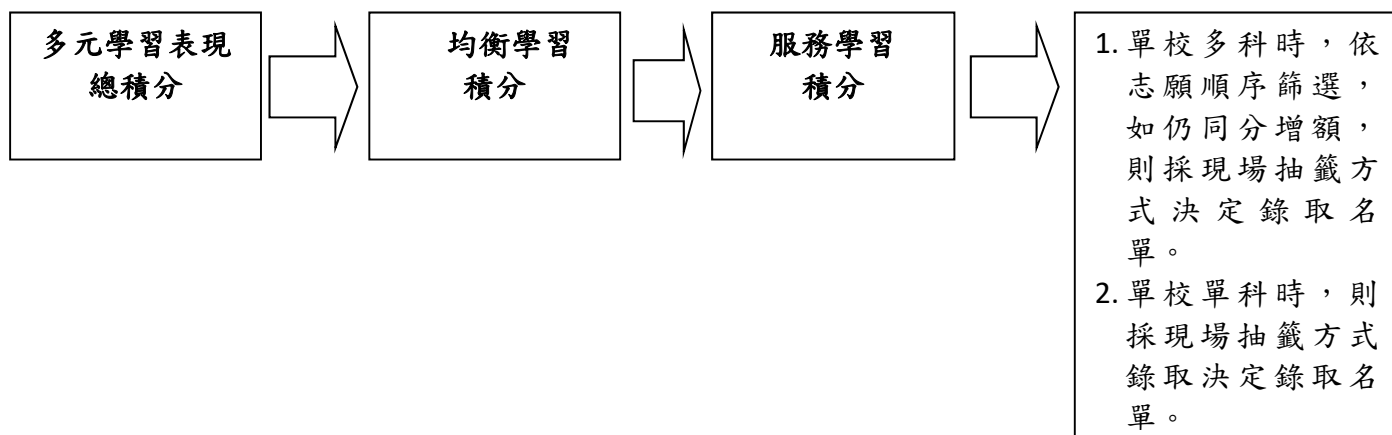 多元學習表現
總積分
均衡學習
積分
服務學習
積分
1. 單校多科時，依
志願順序篩選，
如仍同分增額，
則採現場抽籤方
式決定錄取名
單。
2. 單校單科時，則
採現場抽籤方式
錄取決定錄取名
單。